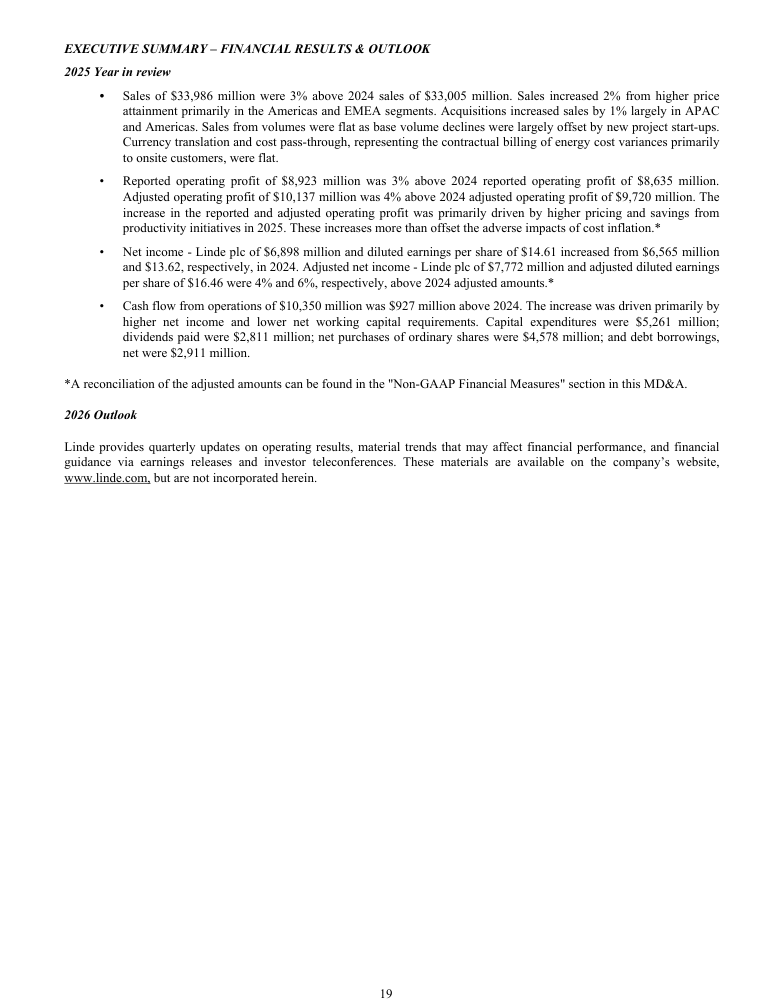 EXECUTIVE SUMMARY – FINANCIAL RESULTS & OUTLOOK
2025 Year in review
• Sales of $33,986 million were 3% above 2024 sales of $33,005 million. Sales increased 2% from higher price
attainment primarily in the Americas and EMEA segments. Acquisitions increased sales by 1% largely in APAC
and Americas. Sales from volumes were flat as base volume declines were largely offset by new project start-ups.
Currency translation and cost pass-through, representing the contractual billing of energy cost variances primarily
to onsite customers, were flat.
• Reported operating profit of $8,923 million was 3% above 2024 reported operating profit of $8,635 million.
Adjusted operating profit of $10,137 million was 4% above 2024 adjusted operating profit of $9,720 million. The
increase in the reported and adjusted operating profit was primarily driven by higher pricing and savings from
productivity initiatives in 2025. These increases more than offset the adverse impacts of cost inflation.*
• Net income - Linde plc of $6,898 million and diluted earnings per share of $14.61 increased from $6,565 million
and $13.62, respectively, in 2024. Adjusted net income - Linde plc of $7,772 million and adjusted diluted earnings
per share of $16.46 were 4% and 6%, respectively, above 2024 adjusted amounts.*
• Cash flow from operations of $10,350 million was $927 million above 2024. The increase was driven primarily by
higher net income and lower net working capital requirements. Capital expenditures were $5,261 million;
dividends paid were $2,811 million; net purchases of ordinary shares were $4,578 million; and debt borrowings,
net were $2,911 million.
*A reconciliation of the adjusted amounts can be found in the "Non-GAAP Financial Measures" section in this MD&A.
2026 Outlook
Linde provides quarterly updates on operating results, material trends that may affect financial performance, and financial
guidance via earnings releases and investor teleconferences. These materials are available on the company’s website,
www.linde.com, but are not incorporated herein.
19